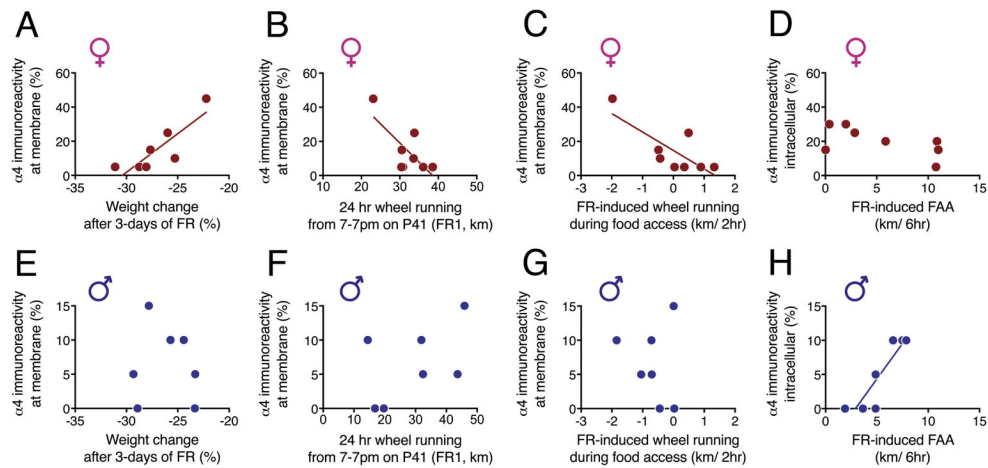 A
B
C
D
α4 immunoreactivity
at membrane (%)
60
40
20
0
-35
-30
-25
-20
Weight change
after 3-days of FR (%)
α4 immunoreactivity
at membrane (%)
60
40
20
0
10
20
30
40
50
24 hr wheel running
from 7-7pm on P41 (FR1, km)
α4 immunoreactivity
at membrane (%)
60
40
20
0
-3
-2
-1
0
1
2
FR-induced wheel running
during food access (km/ 2hr)
α4 immunoreactivity
intracellular (%)
60
40
20
0
0
5
10
15
FR-induced FAA
(km/ 6hr)
E
F
G
H
α4 immunoreactivity
at membrane (%)
15
10
5
0
-35
-30
-25
-20
Weight change
after 3-days of FR (%)
α4 immunoreactivity
at membrane (%)
15
10
5
0
0
10
20
30
40
50
24 hr wheel running
from 7-7pm on P41 (FR1, km)
α4 immunoreactivity
at membrane (%)
15
10
5
0
-3
-2
-1
0
1
2
FR-induced wheel running
during food access (km/ 2hr)
α4 immunoreactivity
intracellular (%)
15
10
5
0
0
5
10
15
FR-induced FAA
(km/ 6hr)